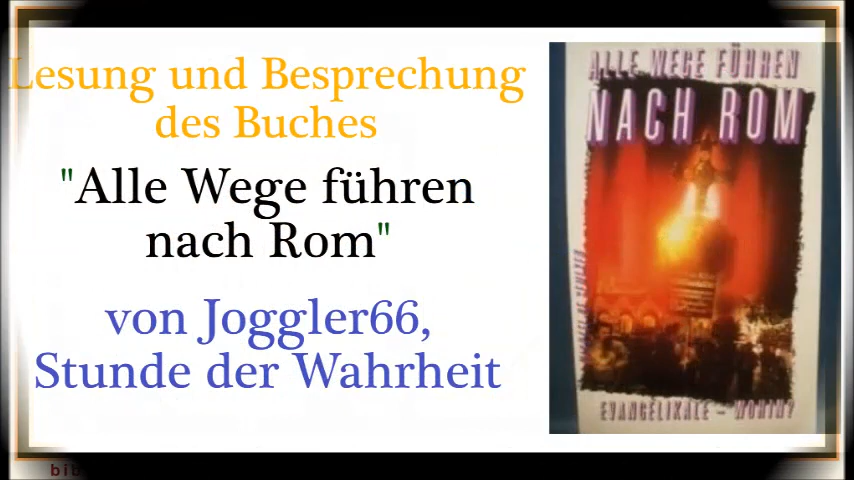 Lesung und Besprechung
des Buches
"Alle Wege führen
nach Rom"
von Joggler66,
Stunde der Wahrheit
ALLE WEGE FÜHREN
NACH ROM
EVANGELIKALE – WOHIN?